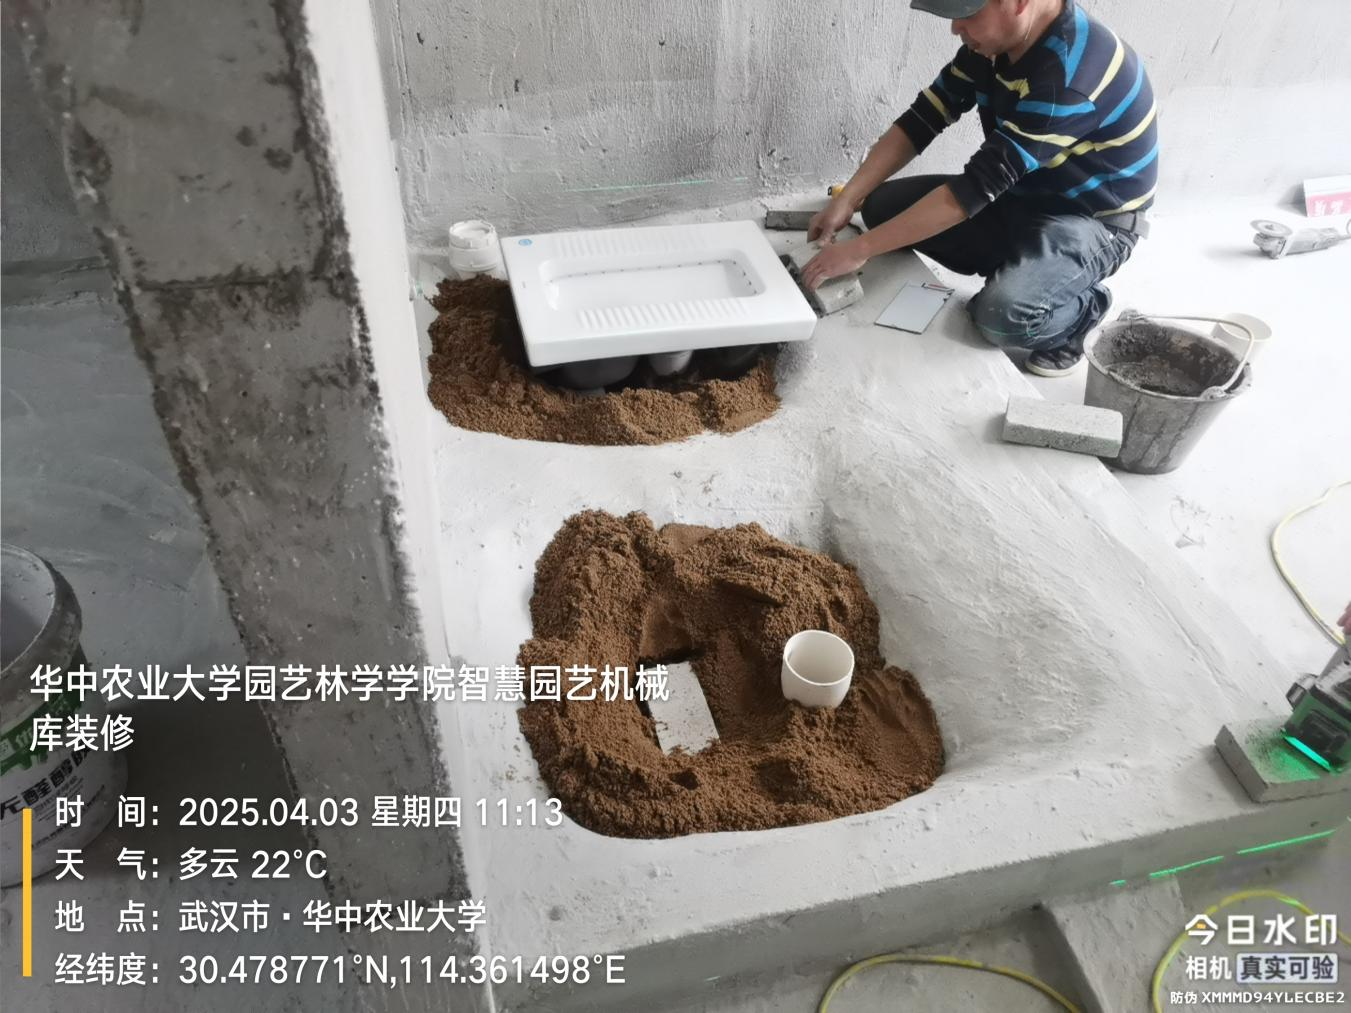 华中农业大学园艺林学学院智慧园艺机械
库装修
时 间：2025.04.03 星期四 11:13
天 气：多云 22°C
地 点：武汉市·华中农业大学
经纬度：30.478771°N,114.361498°E
今日水印
相机 真实可验
防伪 XMMMD94YLECBE2